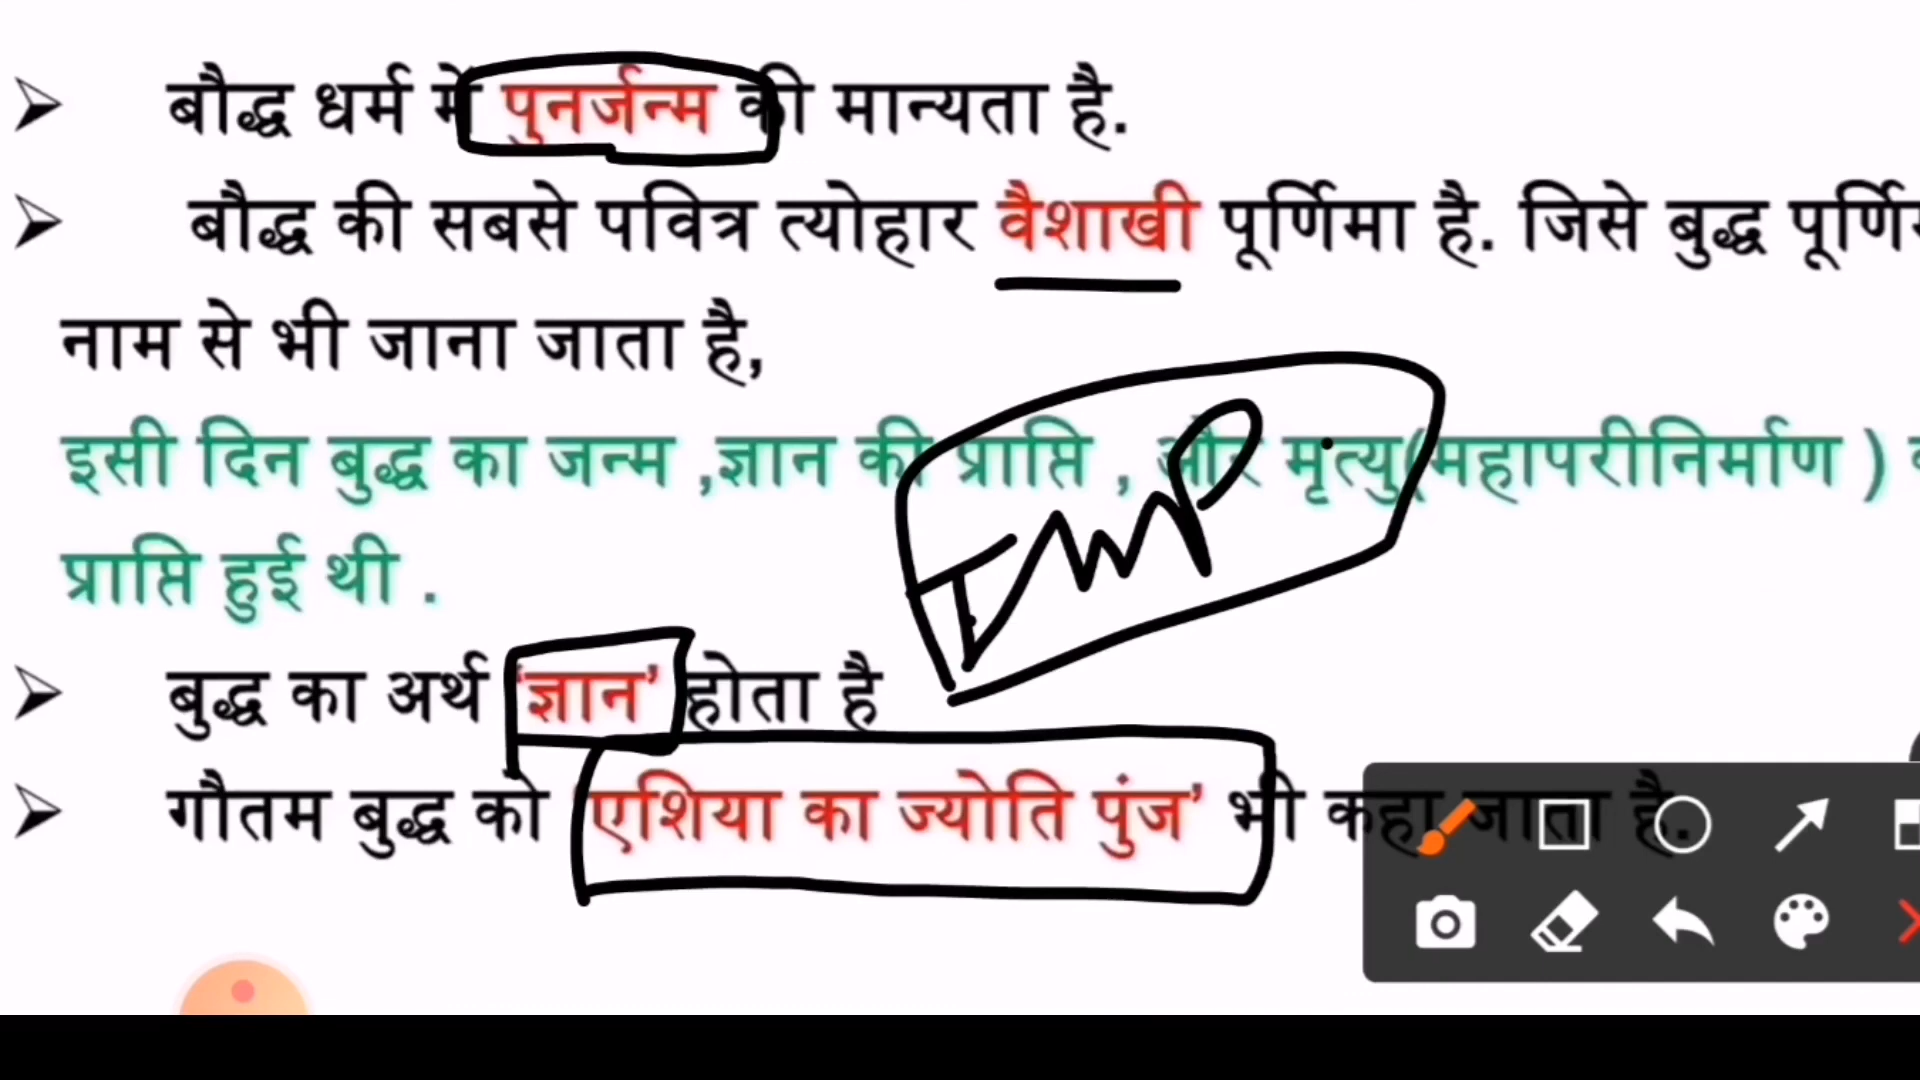 ➢ बौद्ध धर्म में पुनर्जन्म की मान्यता है.
➢ बौद्ध की सबसे पवित्र त्योहार वैशाखी पूर्णिमा है. जिसे बुद्ध
नाम से भी जाना जाता है,
इसी दिन बुद्ध का जन्म ,ज्ञान की प्राप्ति , और मृत्यु(महापरीनिर्माण )
प्राप्ति हुई थी .
IMP
➢ बुद्ध का अर्थ 'ज्ञान’ होता है
➢ गौतम बुद्ध को 'एशिया का ज्योति पुंज’ भी कहा जाता है.